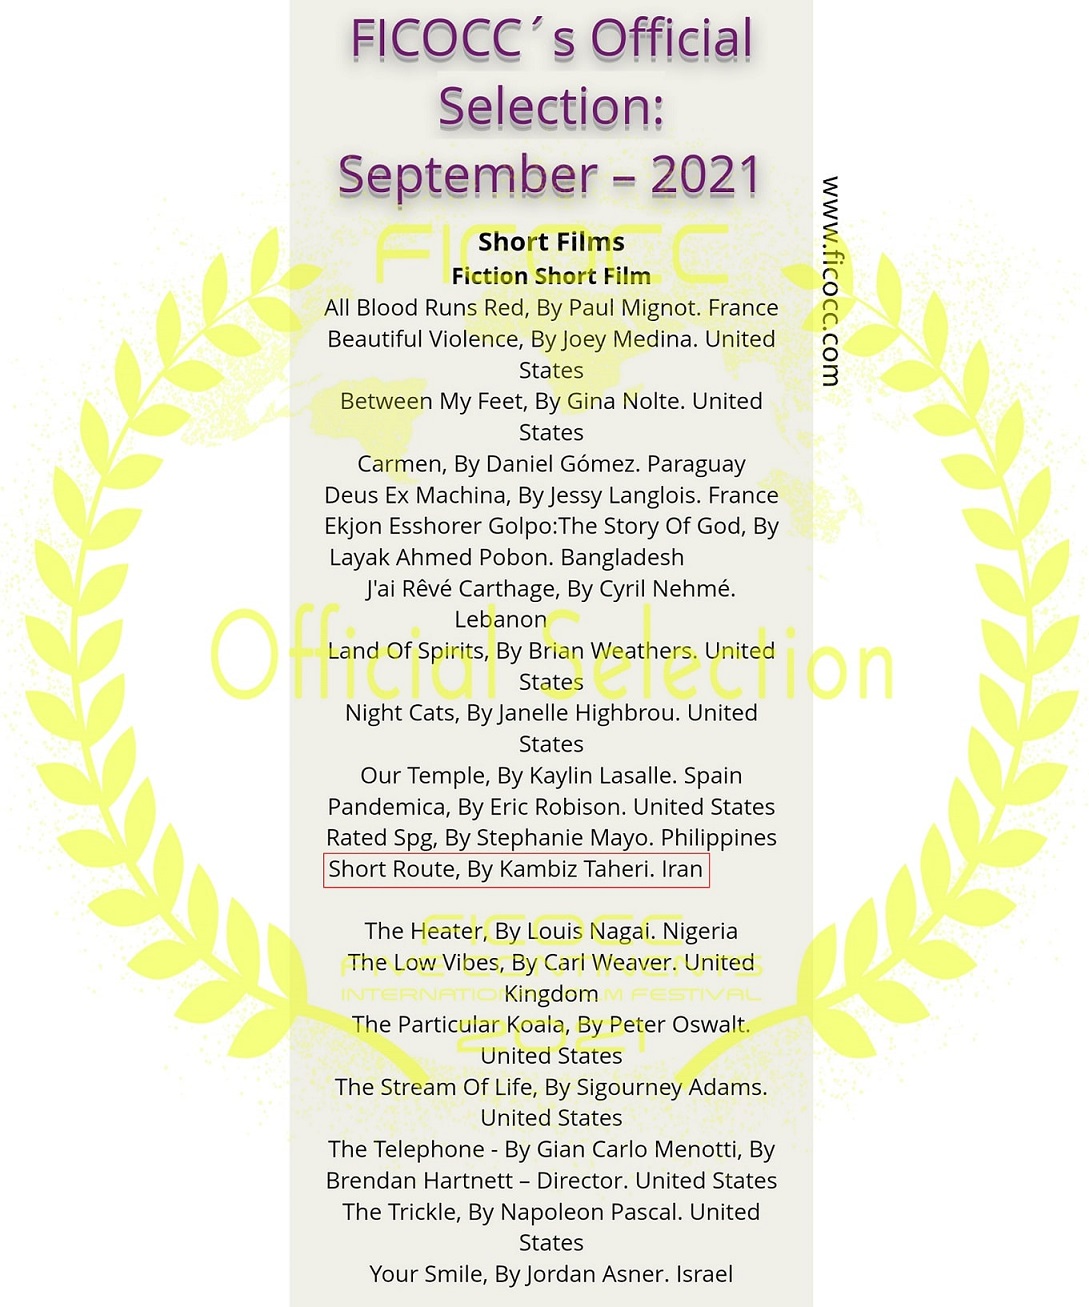 FICOCC´s Official
Selection:
September – 2021
www.ficocc.com
FICOCC
Short Films
Fiction Short Film
All Blood Runs Red, By Paul Mignot. France
Beautiful Violence, By Joey Medina. United
States
Between My Feet, By Gina Nolte. United
States
Carmen, By Daniel Gómez. Paraguay
Deus Ex Machina, By Jessy Langlois. France
Ekjon Esshorer Golpo:The Story Of God, By
Layak Ahmed Pobon. Bangladesh
J'ai Rêvé Carthage, By Cyril Nehmé.
Lebanon
Official Selection
Land Of Spirits, By Brian Weathers. United
States
Night Cats, By Janelle Highbrou. United
States
Our Temple, By Kaylin Lasalle. Spain
Pandemica, By Eric Robison. United States
Rated Spg, By Stephanie Mayo. Philippines
Short Route, By Kambiz Taheri. Iran
FICOCC
The Heater, By Louis Nagai. Nigeria
FIVE CONTINENTS
The Low Vibes, By Carl Weaver. United
Kingdom
INTERNATIONAL FILM FESTIVAL
2021
The Particular Koala, By Peter Oswalt.
United States
The Stream Of Life, By Sigourney Adams.
United States
The Telephone - By Gian Carlo Menotti, By
Brendan Hartnett – Director. United States
The Trickle, By Napoleon Pascal. United
States
Your Smile, By Jordan Asner. Israel